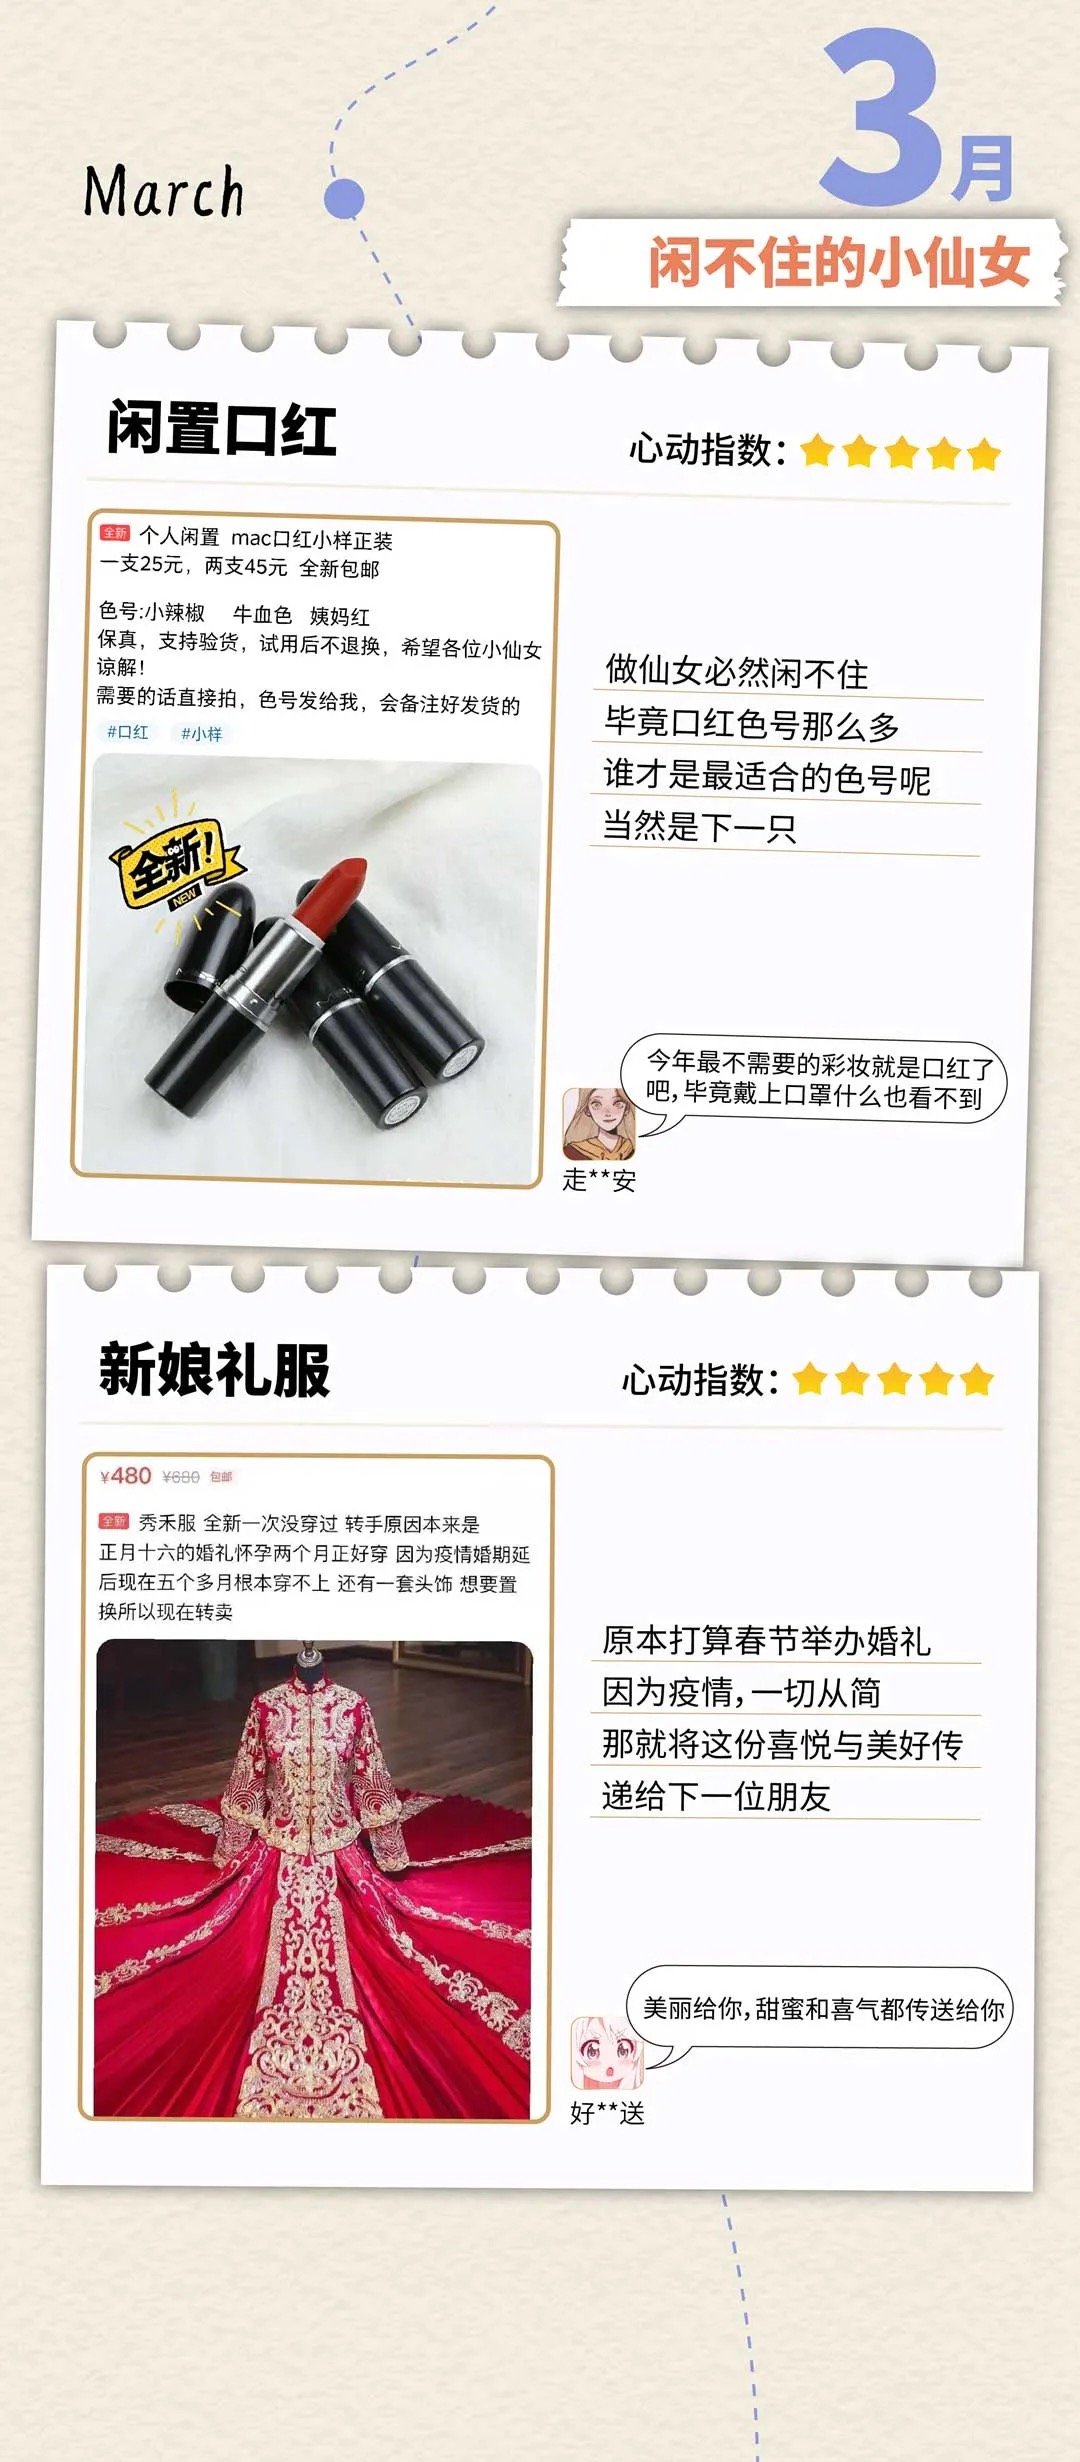 March
3月
闲不住的小仙女
闲置口红
心动指数：
全新 个人闲置 mac口红小样正装
一支25元，两支45元 全新包邮
色号:小辣椒 牛血色 姨妈红
保真，支持验货，试用后不退换，希望各位小仙女
谅解！
需要的话直接拍，色号发给我，会备注好发货的
#口红 #小样
全新！
NEW
做仙女必然闲不住
毕竟口红色号那么多
谁才是最适合的色号呢
当然是下一只
今年最不需要的彩妆就是口红了
吧，毕竟戴上口罩什么也看不到
走**安
新娘礼服
心动指数：
¥480 ¥680 包邮
全新 秀禾服 全新一次没穿过 转手原因本来是
正月十六的婚礼怀孕两个月正好穿 因为疫情婚期延
后现在五个多月根本穿不上 还有一套头饰 想要置
换所以现在转卖
原本打算春节举办婚礼
因为疫情，一切从简
那就将这份喜悦与美好传
递给下一位朋友
美丽给你，甜蜜和喜气都传送给你
好**送